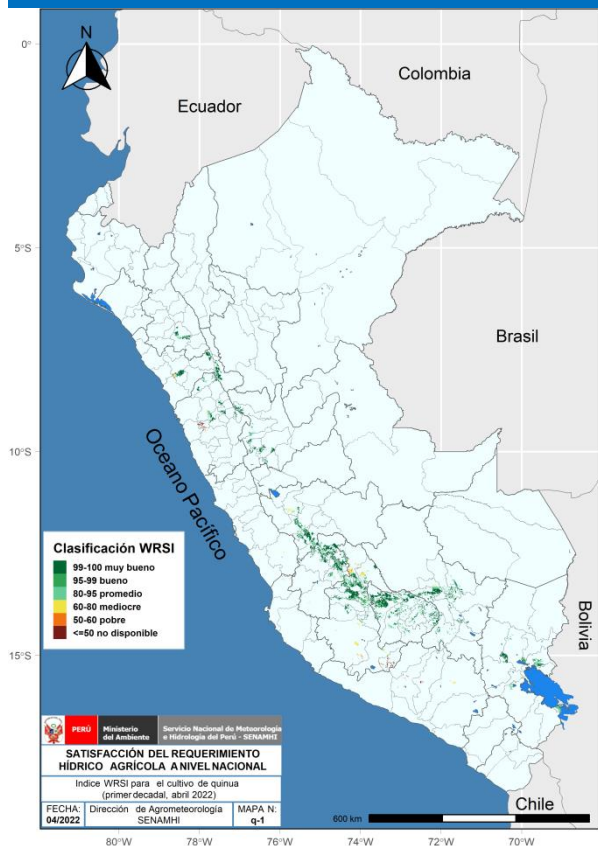 N
0°
Colombia
Ecuador
5°S
Brasil
10°S
Oceano Pacífico
Clasificación WRSI
99-100 muy bueno
95-99 bueno
80-95 promedio
60-80 mediocre
50-60 pobre
<=50 no disponible
Bolivia
15°S
PERÚ
Ministerio
del Ambiente
Servicio Nacional de Meteorología
e Hidrología del Perú - SENAMHI
SATISFACCIÓN DEL REQUERIMIENTO
HÍDRICO AGRÍCOLA A NIVEL NACIONAL
Indice WRSI para el cultivo de quinua
(primer decadal, abril 2022)
FECHA:
04/2022
Dirección de Agrometeorología
SENAMHI
MAPA N:
q-1
Chile
600 km
80°W
78°W
76°W
74°W
72°W
70°W